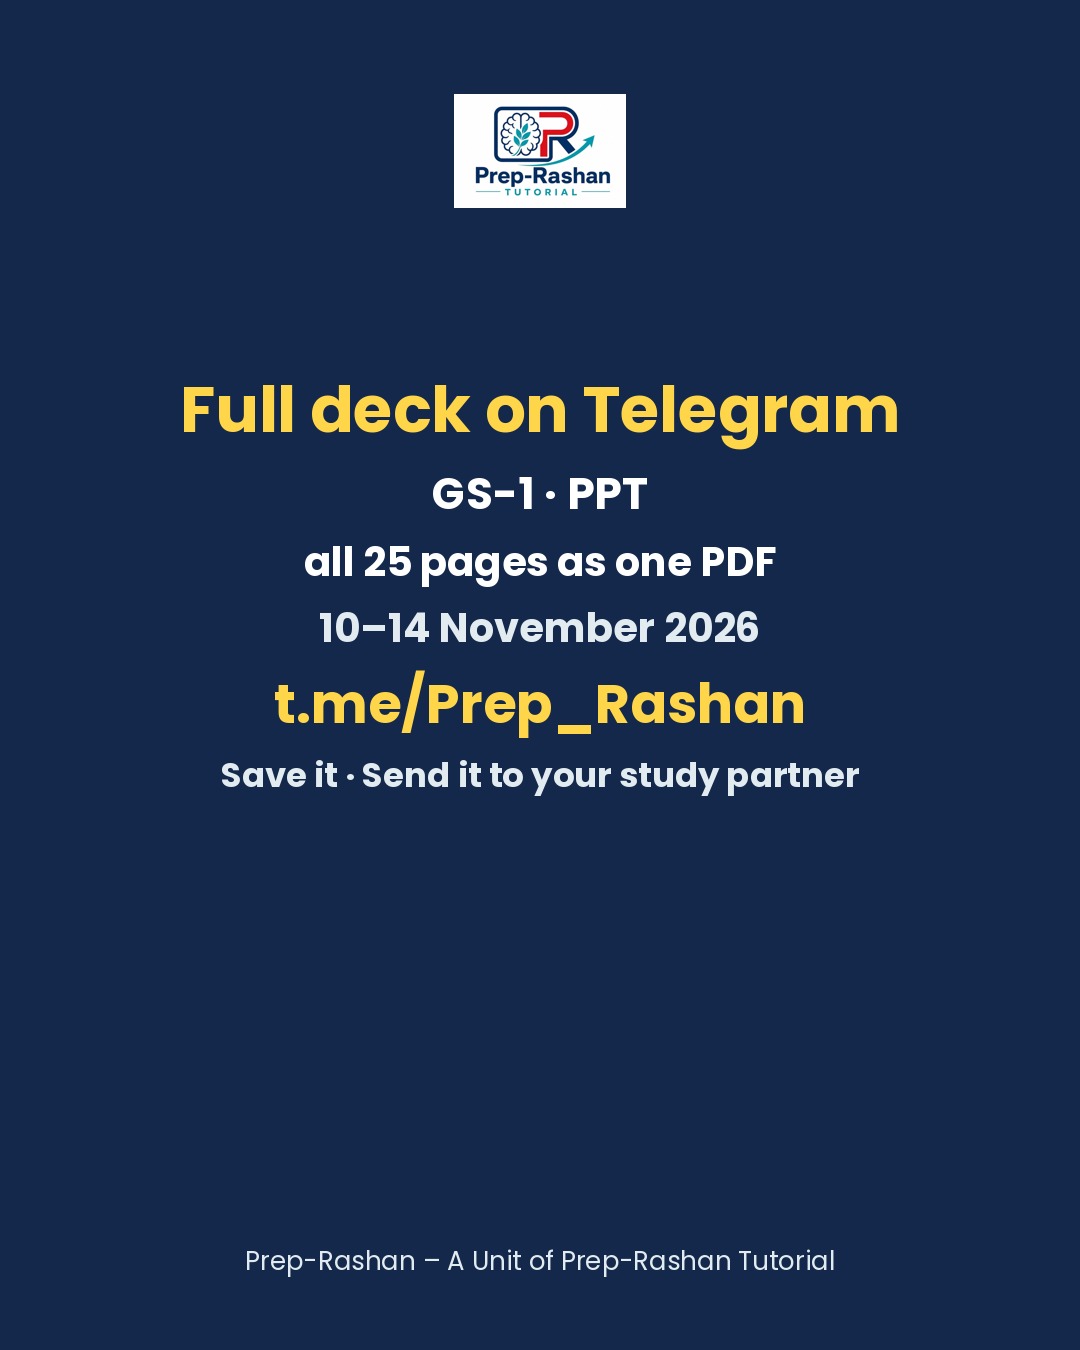 Prep-Rashan
TUTORIAL
Full deck on Telegram
GS-1 · PPT
all 25 pages as one PDF
10–14 November 2026
t.me/Prep_Rashan
Save it · Send it to your study partner
Prep-Rashan – A Unit of Prep-Rashan Tutorial